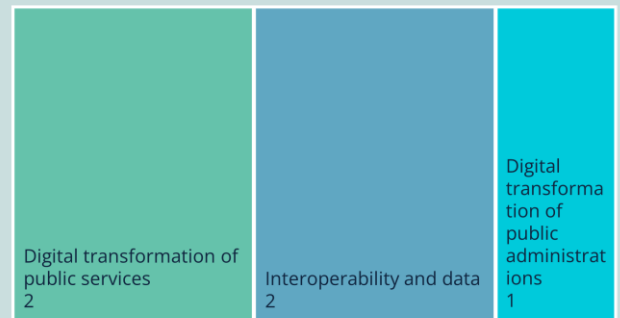 Digital transformation of
public services
2
Interoperability and data
2
Digital
transforma
tion of
public
administrat
ions
1